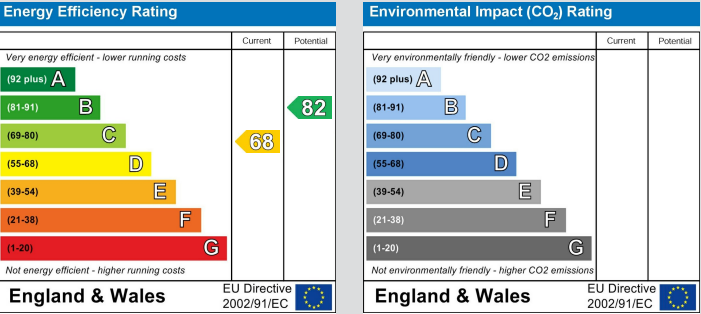 Energy Efficiency Rating
Current Potential
Very energy efficient - lower running costs
(92 plus) A
(81-91) B
82
(69-80) C
68
(55-68) D
(39-54) E
(21-38) F
(1-20) G
Not energy efficient - higher running costs
England & Wales
EU Directive
2002/91/EC
Environmental Impact (CO₂) Rating
Current Potential
Very environmentally friendly - lower CO2 emissions
(92 plus) A
(81-91) B
(69-80) C
(55-68) D
(39-54) E
(21-38) F
(1-20) G
Not environmentally friendly - higher CO2 emissions
England & Wales
EU Directive
2002/91/EC